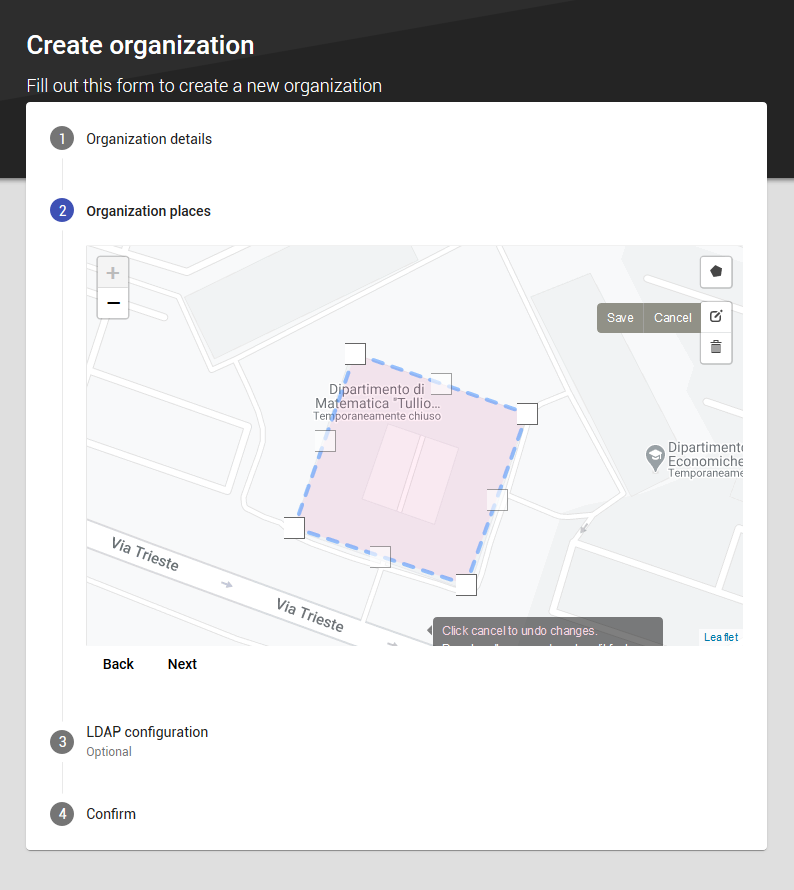 Create organization
Fill out this form to create a new organization
1
Organization details
2
Organization places
+
−
Save
Cancel
Dipartimento di
Matematica "Tullio...
Temporaneamente chiuso
Dipartimento
Economiche
Temporaneame
Via Trieste
Via Trieste
Click cancel to undo changes.
Leaflet
Back
Next
3
LDAP configuration
Optional
4
Confirm